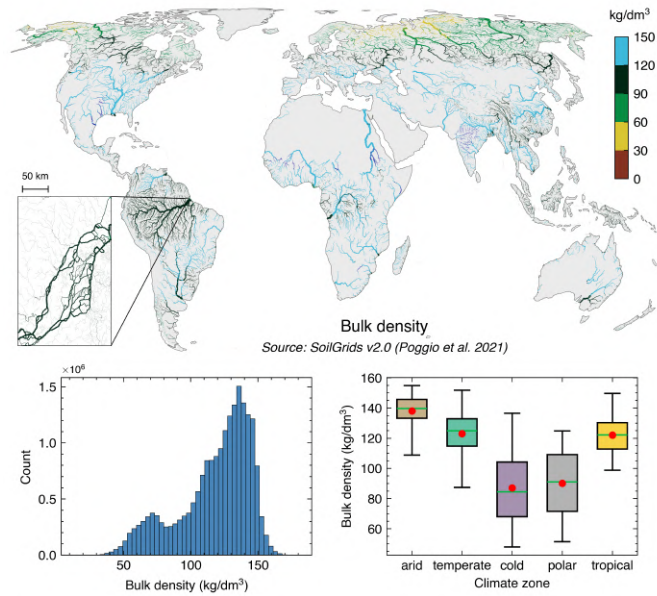 kg/dm³
150
120
90
60
30
0
50 km
Bulk density
Source: SoilGrids v2.0 (Poggio et al. 2021)
×10⁶
1.5
1.0
0.5
0.0
Count
50
100
150
Bulk density (kg/dm³)
160
140
120
100
80
60
Bulk density (kg/dm³)
arid
temperate
cold
polar
tropical
Climate zone